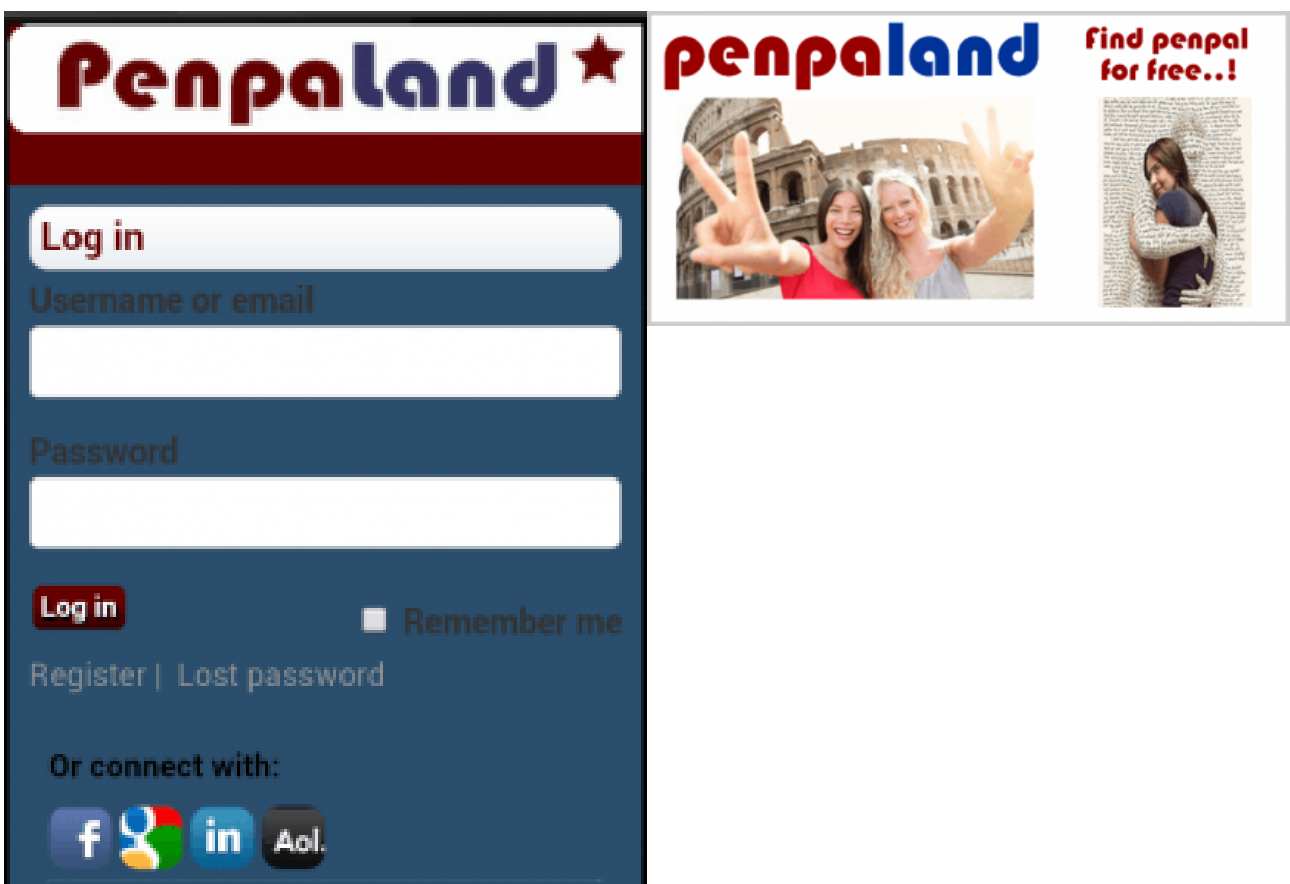 PenpaLand
Log in
Username or email
Password
Log in
Remember me
Register | Lost password
Or connect with:
f
in
Aol.
penpaland
Find penpal
for free..!